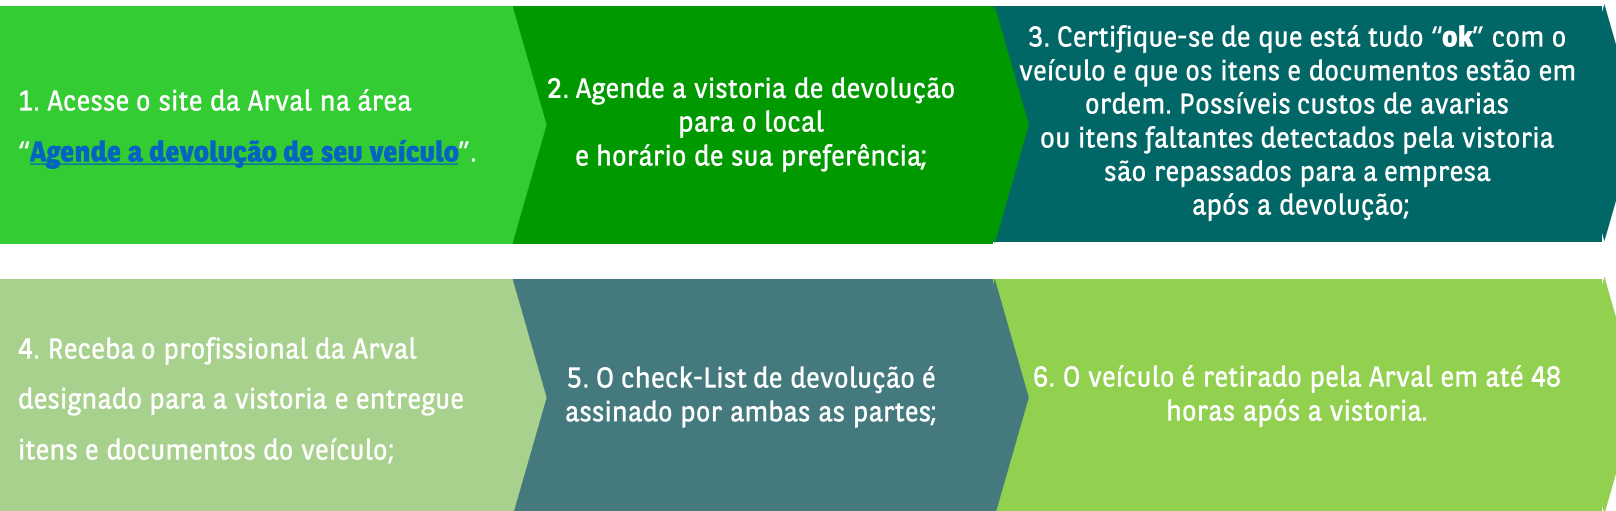 1. Acesse o site da Arval na área
“Agende a devolução de seu veículo”.
2. Agende a vistoria de devolução
para o local
e horário de sua preferência;
3. Certifique-se de que está tudo “ok” com o
veículo e que os itens e documentos estão em
ordem. Possíveis custos de avarias
ou itens faltantes detectados pela vistoria
são repassados para a empresa
após a devolução;
4. Receba o profissional da Arval
designado para a vistoria e entregue
itens e documentos do veículo;
5. O check-List de devolução é
assinado por ambas as partes;
6. O veículo é retirado pela Arval em até 48
horas após a vistoria.